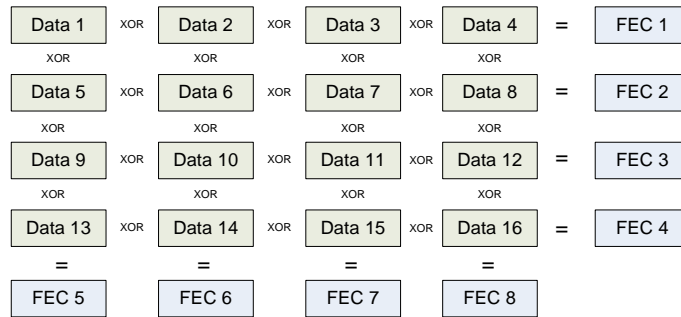 Data 1 XOR Data 2 XOR Data 3 XOR Data 4 = FEC 1
XOR XOR XOR XOR
Data 5 XOR Data 6 XOR Data 7 XOR Data 8 = FEC 2
XOR XOR XOR XOR
Data 9 XOR Data 10 XOR Data 11 XOR Data 12 = FEC 3
XOR XOR XOR XOR
Data 13 XOR Data 14 XOR Data 15 XOR Data 16 = FEC 4
= = = =
FEC 5 FEC 6 FEC 7 FEC 8